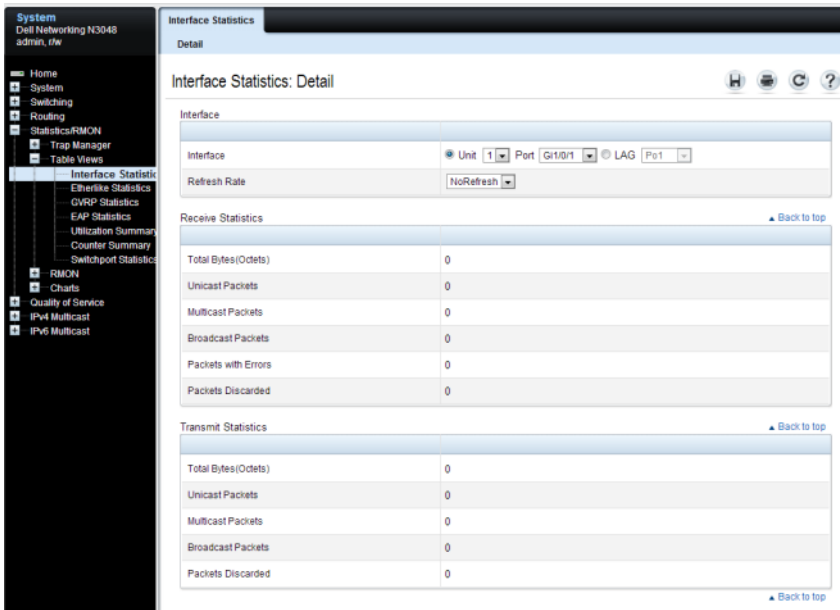 System
Dell Networking N3048
admin, r/w
Home
System
Switching
Routing
Statistics/RMON
Trap Manager
Table Views
Interface Statistic
Etherlike Statistics
GVRP Statistics
EAP Statistics
Utilization Summary
Counter Summary
Switchport Statistics
RMON
Charts
Quality of Service
IPv4 Multicast
IPv6 Multicast
Interface Statistics
Detail
Interface Statistics: Detail
?
Interface
Interface Unit 1 Port Gi1/0/1 LAG Po1
Refresh Rate NoRefresh
Receive Statistics Back to top
Total Bytes(Octets) 0
Unicast Packets 0
Multicast Packets 0
Broadcast Packets 0
Packets with Errors 0
Packets Discarded 0
Transmit Statistics Back to top
Total Bytes(Octets) 0
Unicast Packets 0
Multicast Packets 0
Broadcast Packets 0
Packets Discarded 0
Back to top